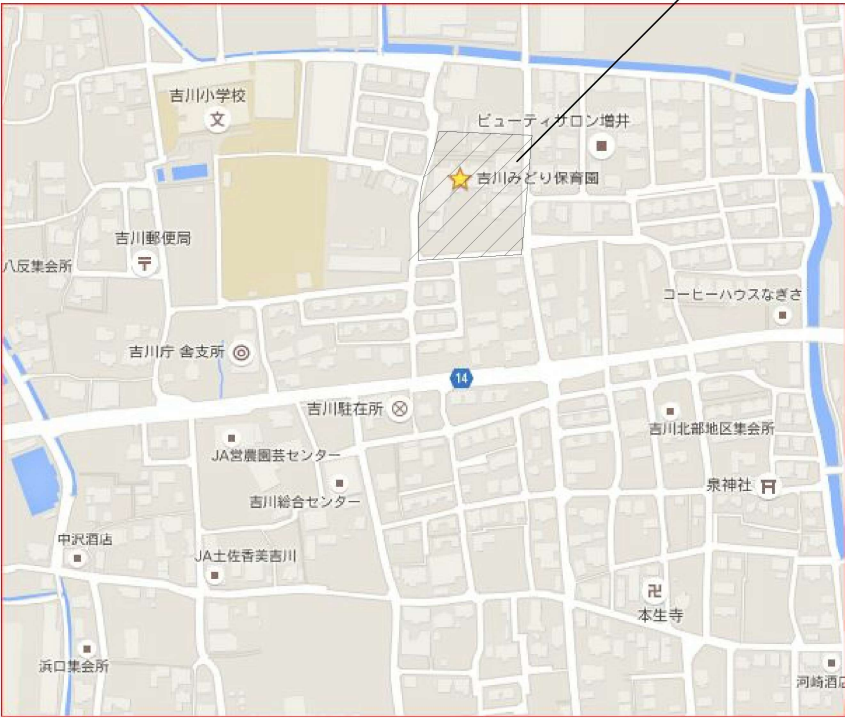 吉川小学校
文
ビューティサロン増井
吉川みどり保育園
吉川郵便局
八反集会所
コーヒーハウスなぎさ
吉川庁 舎支所
14
吉川駐在所
吉川北部地区集会所
JA営農園芸センター
泉神社
吉川総合センター
中沢酒店
JA土佐香美吉川
本生寺
浜口集会所
河崎酒店